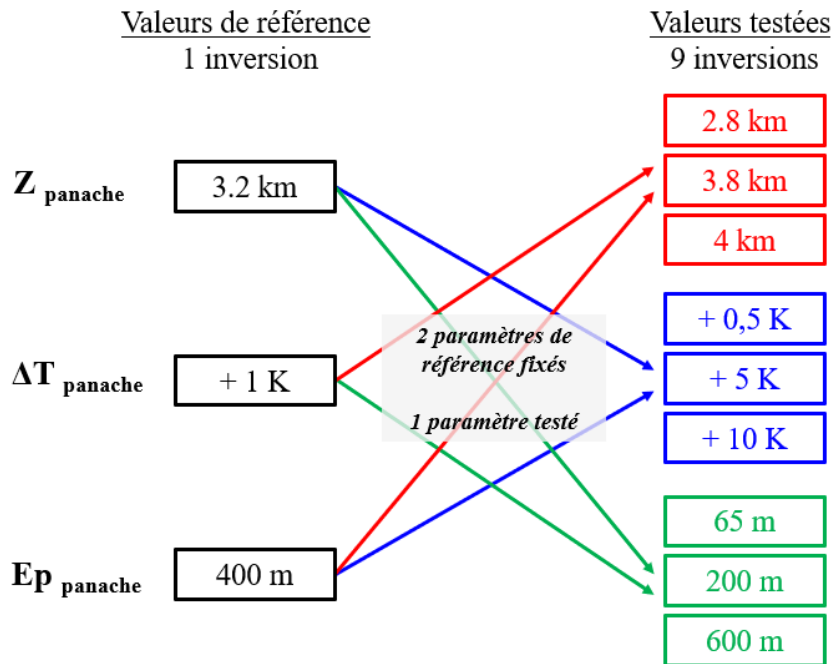 Valeurs de référence
1 inversion
Valeurs testées
9 inversions
Z panache
3.2 km
2.8 km
3.8 km
4 km
2 paramètres de
référence fixés
1 paramètre testé
ΔT panache
+ 1 K
+ 0,5 K
+ 5 K
+ 10 K
Ep panache
400 m
65 m
200 m
600 m